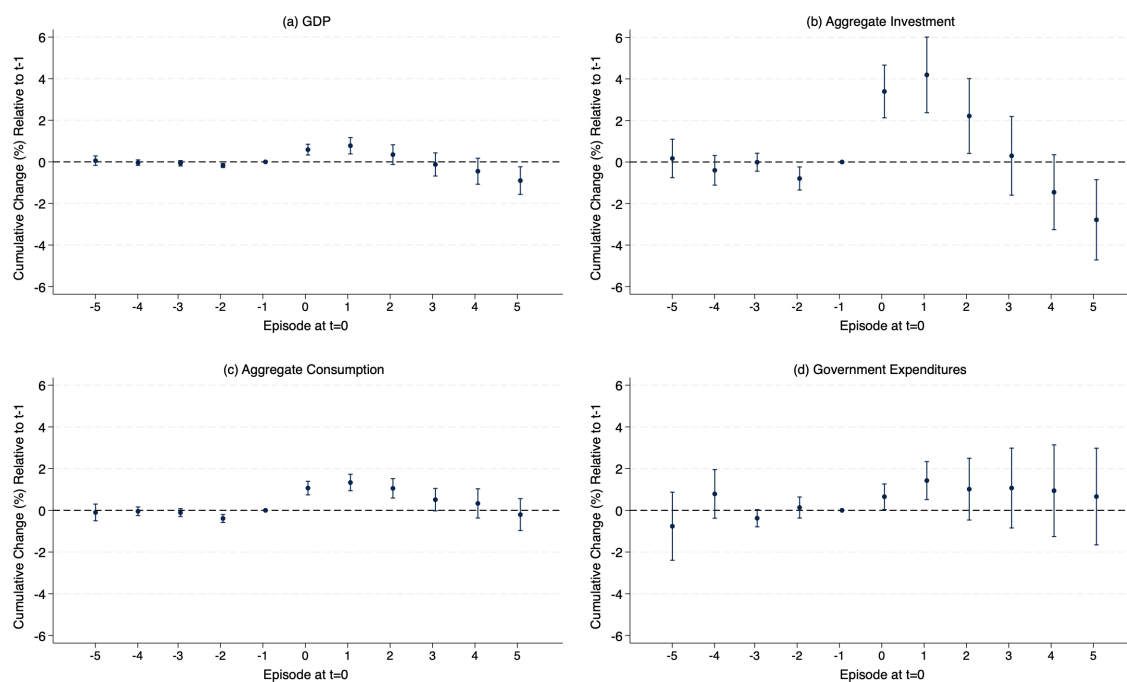 (a) GDP
Cumulative Change (%) Relative to t-1
6
4
2
0
-2
-4
-6
-5 -4 -3 -2 -1 0 1 2 3 4 5
Episode at t=0
(b) Aggregate Investment
Cumulative Change (%) Relative to t-1
6
4
2
0
-2
-4
-6
-5 -4 -3 -2 -1 0 1 2 3 4 5
Episode at t=0
(c) Aggregate Consumption
Cumulative Change (%) Relative to t-1
6
4
2
0
-2
-4
-6
-5 -4 -3 -2 -1 0 1 2 3 4 5
Episode at t=0
(d) Government Expenditures
Cumulative Change (%) Relative to t-1
6
4
2
0
-2
-4
-6
-5 -4 -3 -2 -1 0 1 2 3 4 5
Episode at t=0